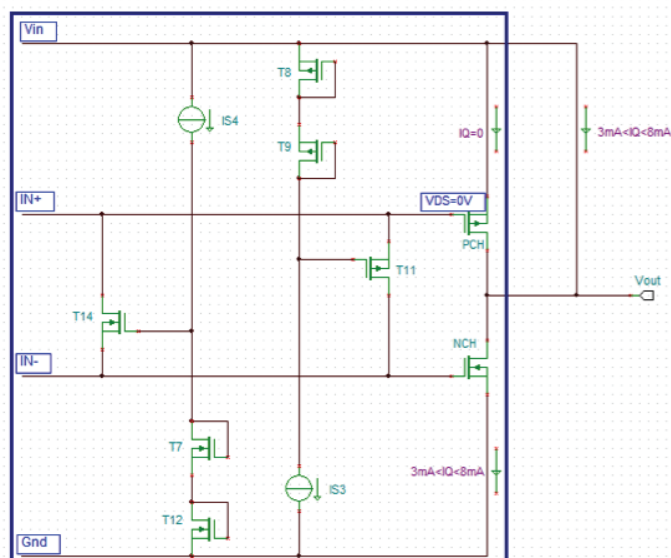 Vin
T8
IS4
T9
IQ=0
3mA<IQ<8mA
IN+
VDS=0V
PCH
T11
Vout
T14
NCH
IN-
T7
3mA<IQ<8mA
IS3
T12
Gnd